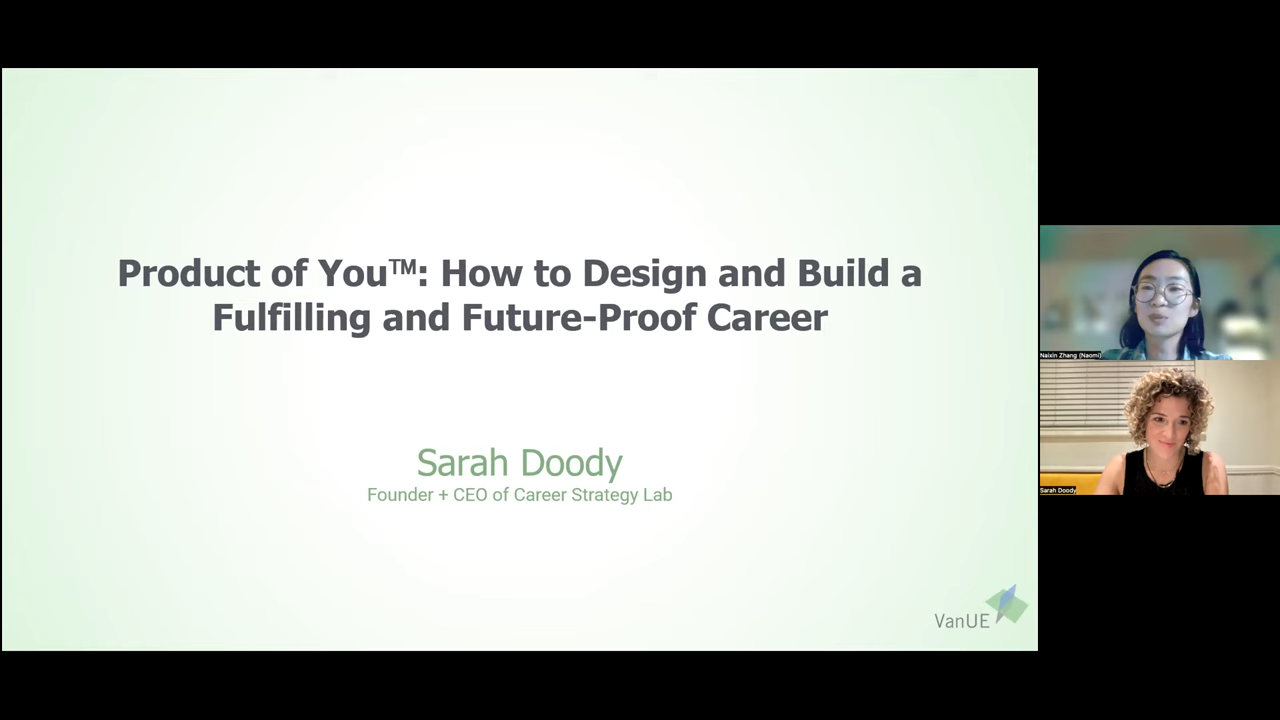 Product of You™: How to Design and Build a
Fulfilling and Future-Proof Career
Sarah Doody
Founder + CEO of Career Strategy Lab
VanUE
Naixin Zhang (Naomi)
Sarah Doody